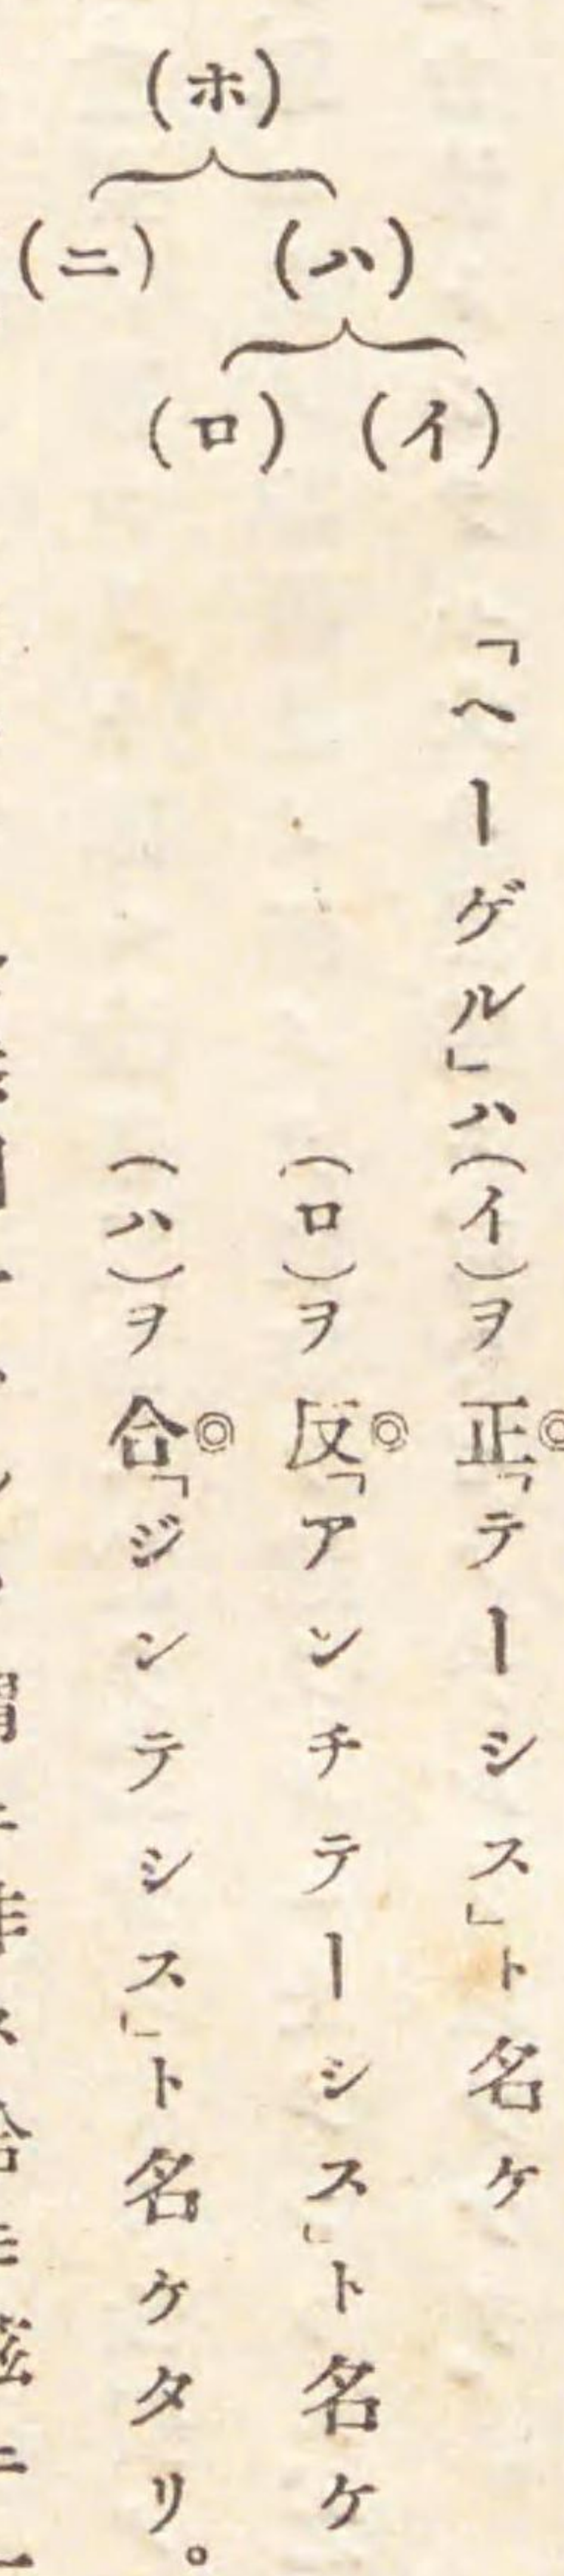 (ホ)
(ハ)
(ニ)
(イ)
(ロ)
「ヘーゲル」ハ(イ)ヲ正「テーシス」ト名ケ
(ロ)ヲ反「アンチテーシス」ト名ケ
(ハ)ヲ合「ジンテシス」ト名ケタリ。